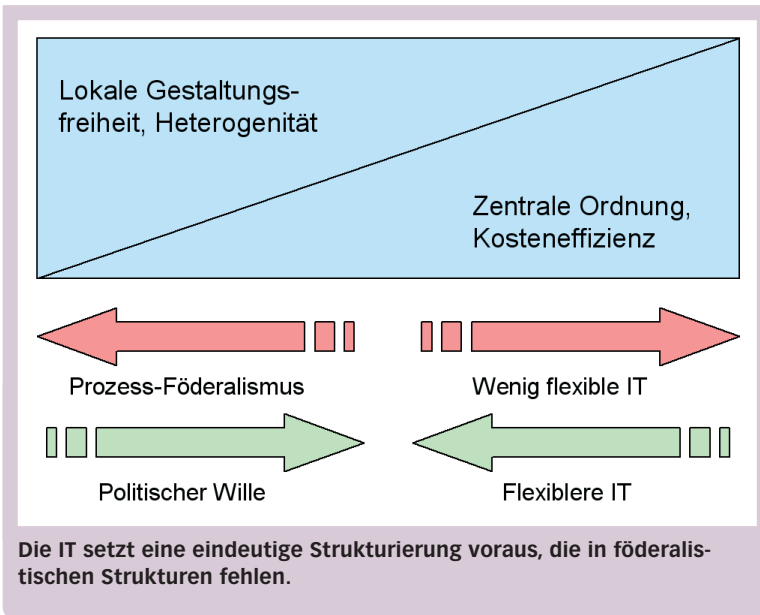 Lokale Gestaltungs-
freiheit, Heterogenität
Zentrale Ordnung,
Kosteneffizienz
Prozess-Föderalismus
Wenig flexible IT
Politischer Wille
Flexiblere IT
Die IT setzt eine eindeutige Strukturierung voraus, die in föderalis-
tischen Strukturen fehlen.